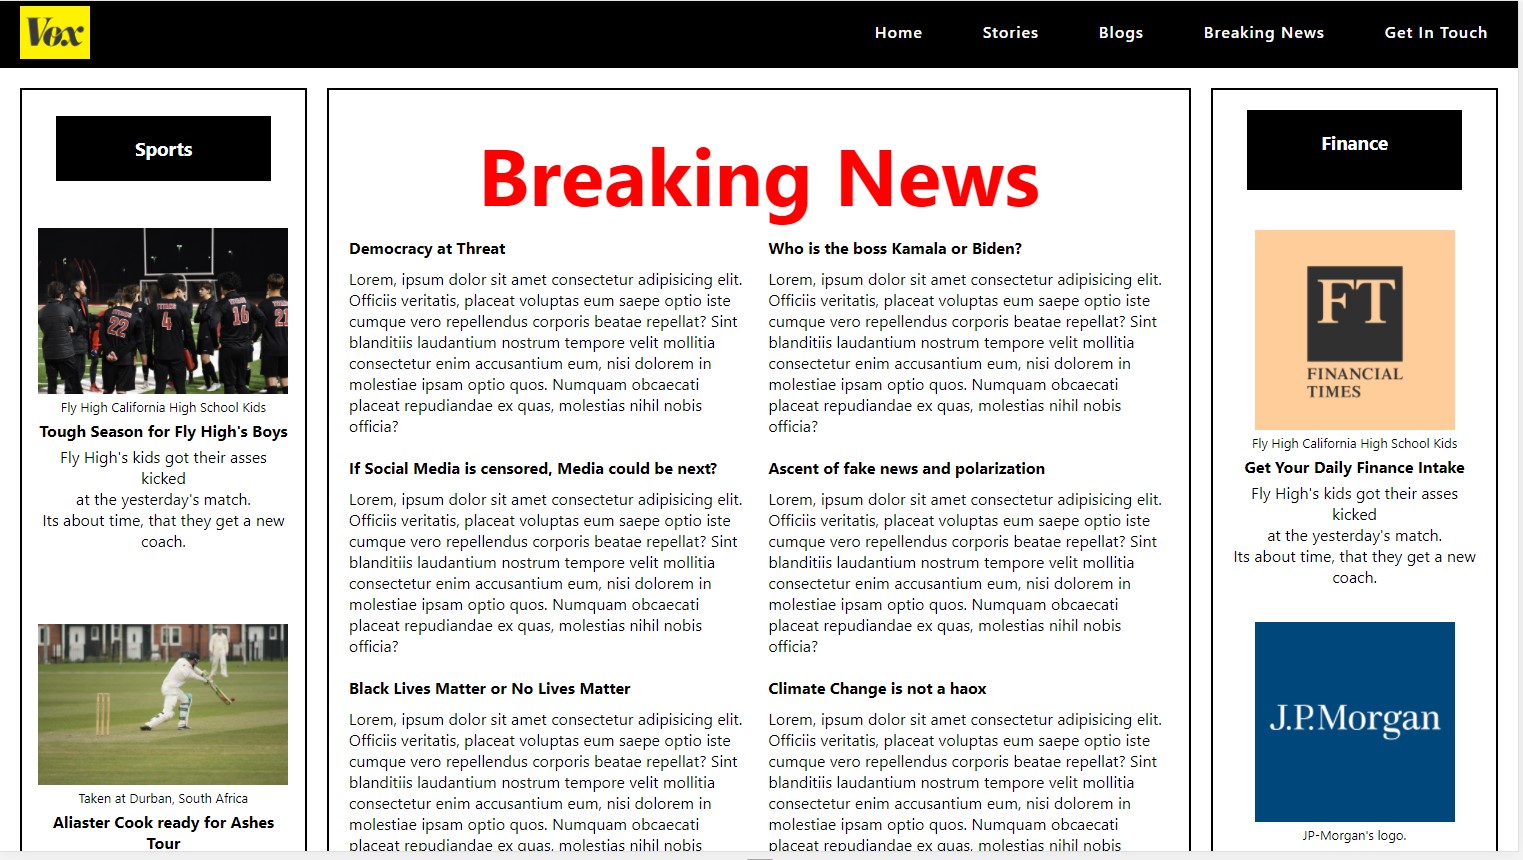 Vox
Home
Stories
Blogs
Breaking News
Get In Touch
Sports
22
4
16
21
Fly High California High School Kids
Tough Season for Fly High's Boys
Fly High's kids got their asses
kicked
at the yesterday's match.
Its about time, that they get a new
coach.
Taken at Durban, South Africa
Aliaster Cook ready for Ashes
Tour
Breaking News
Democracy at Threat
Lorem, ipsum dolor sit amet consectetur adipisicing elit.
Officiis veritatis, placeat voluptas eum saepe optio iste
cumque vero repellendus corporis beatae repellat? Sint
blanditiis laudantium nostrum tempore velit mollitia
consectetur enim accusantium eum, nisi dolorem in
molestiae ipsam optio quos. Numquam obcaecati
placeat repudiandae ex quas, molestias nihil nobis
officia?
Who is the boss Kamala or Biden?
Lorem, ipsum dolor sit amet consectetur adipisicing elit.
Officiis veritatis, placeat voluptas eum saepe optio iste
cumque vero repellendus corporis beatae repellat? Sint
blanditiis laudantium nostrum tempore velit mollitia
consectetur enim accusantium eum, nisi dolorem in
molestiae ipsam optio quos. Numquam obcaecati
placeat repudiandae ex quas, molestias nihil nobis
officia?
If Social Media is censored, Media could be next?
Lorem, ipsum dolor sit amet consectetur adipisicing elit.
Officiis veritatis, placeat voluptas eum saepe optio iste
cumque vero repellendus corporis beatae repellat? Sint
blanditiis laudantium nostrum tempore velit mollitia
consectetur enim accusantium eum, nisi dolorem in
molestiae ipsam optio quos. Numquam obcaecati
placeat repudiandae ex quas, molestias nihil nobis
officia?
Ascent of fake news and polarization
Lorem, ipsum dolor sit amet consectetur adipisicing elit.
Officiis veritatis, placeat voluptas eum saepe optio iste
cumque vero repellendus corporis beatae repellat? Sint
blanditiis laudantium nostrum tempore velit mollitia
consectetur enim accusantium eum, nisi dolorem in
molestiae ipsam optio quos. Numquam obcaecati
placeat repudiandae ex quas, molestias nihil nobis
officia?
Black Lives Matter or No Lives Matter
Lorem, ipsum dolor sit amet consectetur adipisicing elit.
Officiis veritatis, placeat voluptas eum saepe optio iste
cumque vero repellendus corporis beatae repellat? Sint
blanditiis laudantium nostrum tempore velit mollitia
consectetur enim accusantium eum, nisi dolorem in
molestiae ipsam optio quos. Numquam obcaecati
placeat repudiandae ex quas, molestias nihil nobis
Climate Change is not a haox
Lorem, ipsum dolor sit amet consectetur adipisicing elit.
Officiis veritatis, placeat voluptas eum saepe optio iste
cumque vero repellendus corporis beatae repellat? Sint
blanditiis laudantium nostrum tempore velit mollitia
consectetur enim accusantium eum, nisi dolorem in
molestiae ipsam optio quos. Numquam obcaecati
placeat repudiandae ex quas, molestias nihil nobis
Finance
FT
FINANCIAL
TIMES
Fly High California High School Kids
Get Your Daily Finance Intake
Fly High's kids got their asses
kicked
at the yesterday's match.
Its about time, that they get a new
coach.
J.P.Morgan
JP-Morgan's logo.